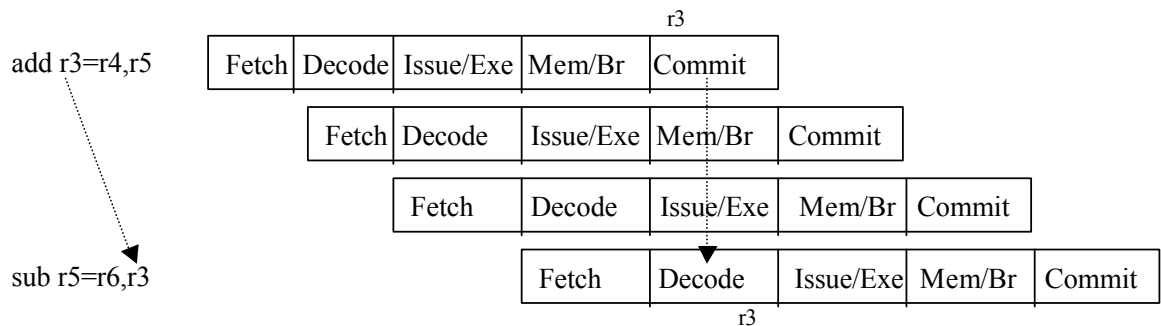 r3
add r3=r4,r5 Fetch Decode Issue/Exe Mem/Br Commit
Fetch Decode Issue/Exe Mem/Br Commit
Fetch Decode Issue/Exe Mem/Br Commit
sub r5=r6,r3 Fetch Decode Issue/Exe Mem/Br Commit
r3